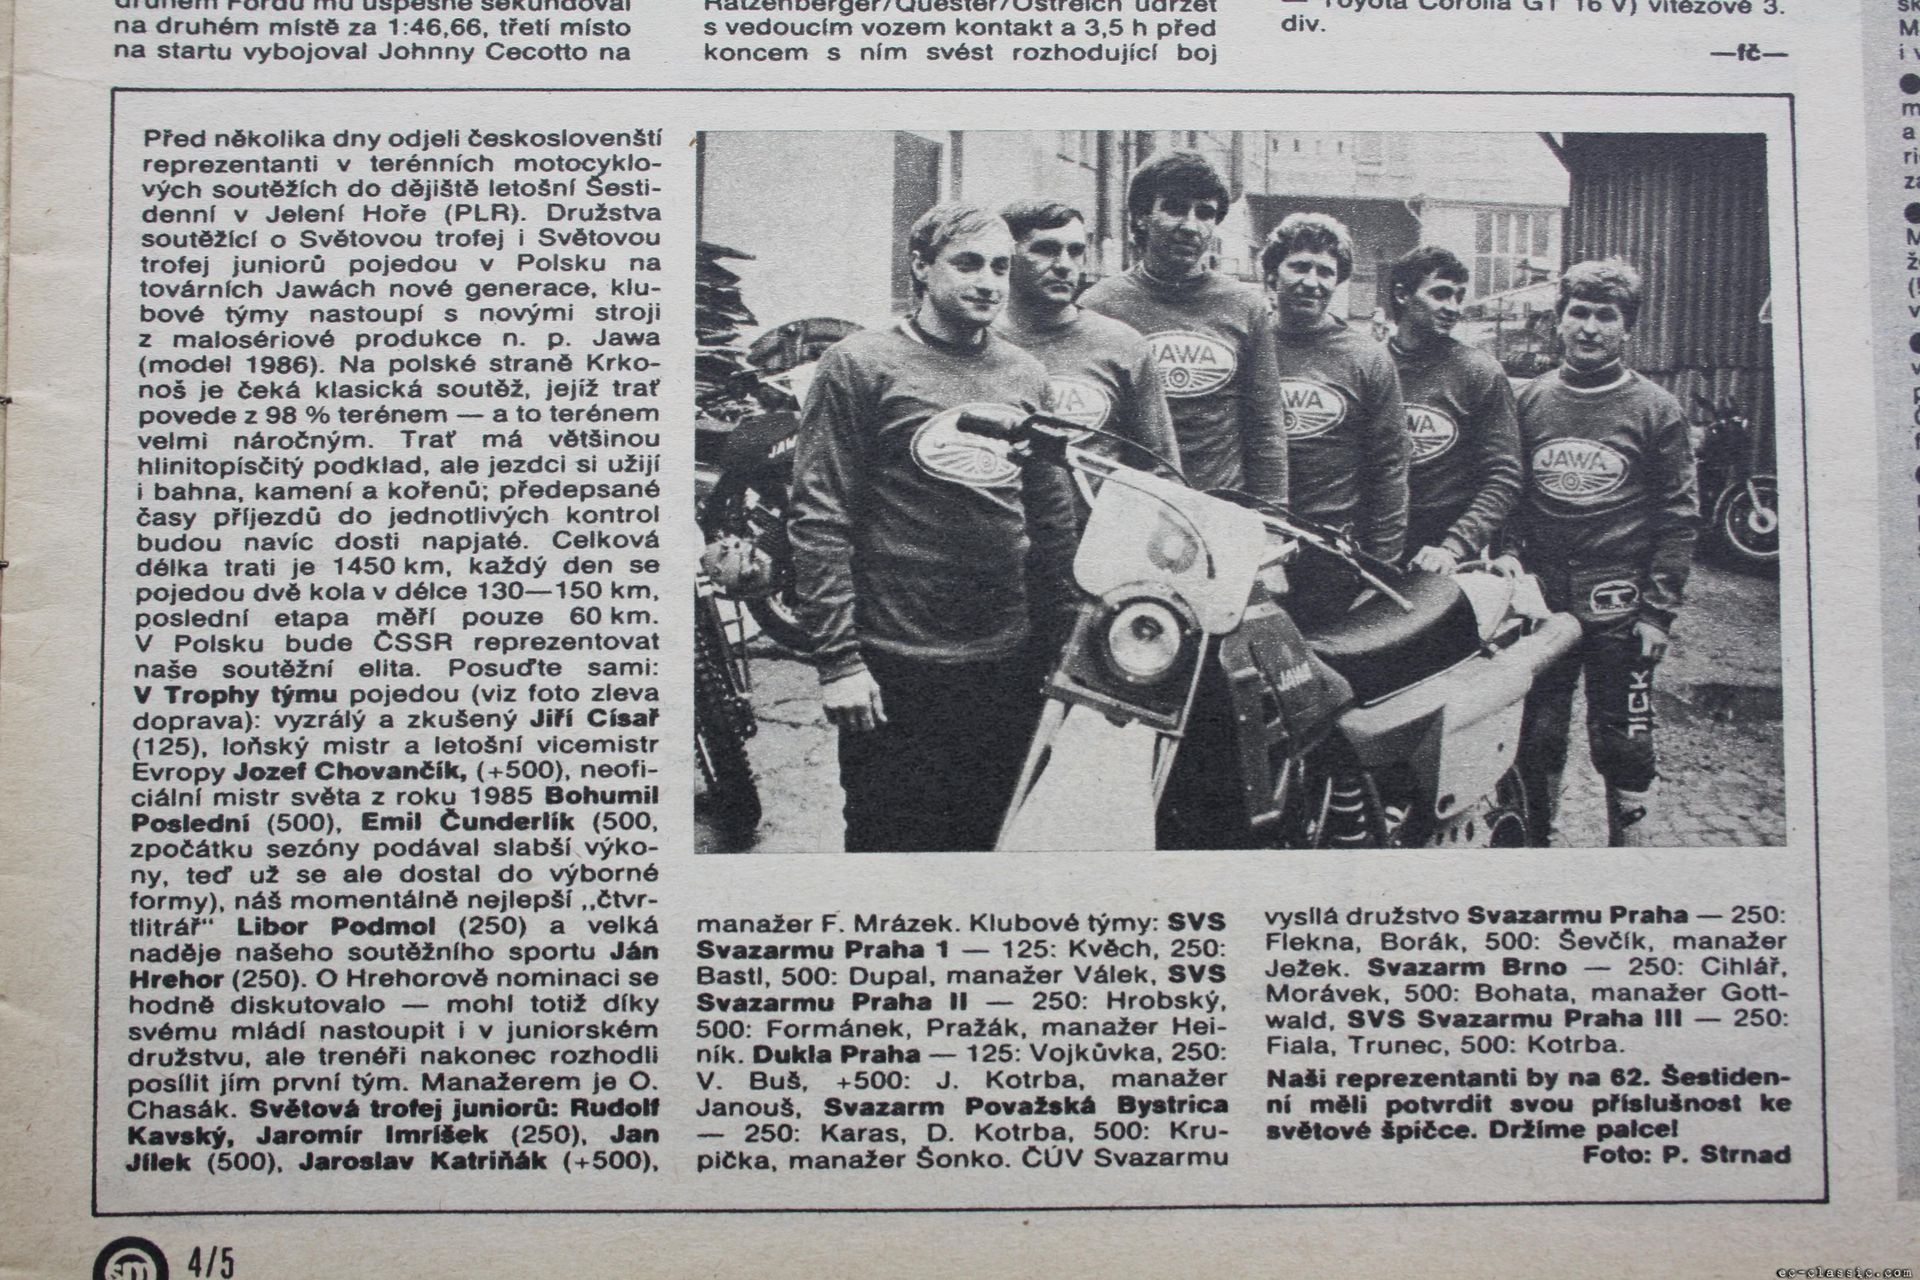 druhém Fordu mu úspěšně sekundoval
na druhém místě za 1:46,66, třetí místo
na startu vybojoval Johnny Cecotto na
Ratzenberger/Quester/Östreich udržet
s vedoucím vozem kontakt a 3,5 h před
koncem s ním svést rozhodující boj
— Toyota Corolla GT 16 V) vítězové 3.
div.
—fč—
Před několika dny odjeli českoslovenští
reprezentanti v terénních motocyklo-
vých soutěžích do dějiště letošní Šesti-
denní v Jelení Hoře (PLR). Družstva
soutěžící o Světovou trofej i Světovou
trofej juniorů pojedou v Polsku na
továrních Jawách nové generace, klu-
bové týmy nastoupí s novými stroji
z malosériové produkce n. p. Jawa
(model 1986). Na polské straně Krko-
noš je čeká klasická soutěž, jejíž trať
povede z 98 % terénem — a to terénem
velmi náročným. Trať má většinou
hlinitopísčitý podklad, ale jezdci si užijí
i bahna, kamení a kořenů; předepsané
časy příjezdů do jednotlivých kontrol
budou navíc dosti napjaté. Celková
délka trati je 1450 km, každý den se
pojedou dvě kola v délce 130—150 km,
poslední etapa měří pouze 60 km.
V Polsku bude ČSSR reprezentovat
naše soutěžní elita. Posuďte sami:
V Trophy týmu pojedou (viz foto zleva
doprava): vyzrálý a zkušený Jiří Císař
(125), loňský mistr a letošní vicemistr
Evropy Jozef Chovančík, (+500), neofi-
ciální mistr světa z roku 1985 Bohumil
Poslední (500), Emil Čunderlík (500,
zpočátku sezóny podával slabší výko-
ny, teď už se ale dostal do výborné
formy), náš momentálně nejlepší „čtvr-
tlitrář“ Libor Podmol (250) a velká
naděje našeho soutěžního sportu Ján
Hrehor (250). O Hrehorově nominaci se
hodně diskutovalo — mohl totiž díky
svému mládí nastoupit i v juniorském
družstvu, ale trenéři nakonec rozhodli
posílit jím první tým. Manažerem je O.
Chasák. Světová trofej juniorů: Rudolf
Kavský, Jaromír Imríšek (250), Jan
Jílek (500), Jaroslav Katriňák (+500),
JAWA
JAWA
JAWA
JAWA
manažer F. Mrázek. Klubové týmy: SVS
Svazarmu Praha 1 — 125: Kvěch, 250:
Bastl, 500: Dupal, manažer Válek, SVS
Svazarmu Praha II — 250: Hrobský,
500: Formánek, Pražák, manažer Hei-
ník. Dukla Praha — 125: Vojkůvka, 250:
V. Buš, +500: J. Kotrba, manažer
Janouš, Svazarm Považská Bystrica
— 250: Karas, D. Kotrba, 500: Kru-
pička, manažer Šonko. ČÚV Svazarmu
vysílá družstvo Svazarmu Praha — 250:
Flekna, Borák, 500: Ševčík, manažer
Ježek. Svazarm Brno — 250: Cihlář,
Morávek, 500: Bohata, manažer Gott-
wald, SVS Svazarmu Praha III — 250:
Fiala, Trunec, 500: Kotrba.
Naši reprezentanti by na 62. Šestiden-
ní měli potvrdit svou příslušnost ke
světové špičce. Držíme palce!
Foto: P. Strnad
sm 4/5
ec-classic.com